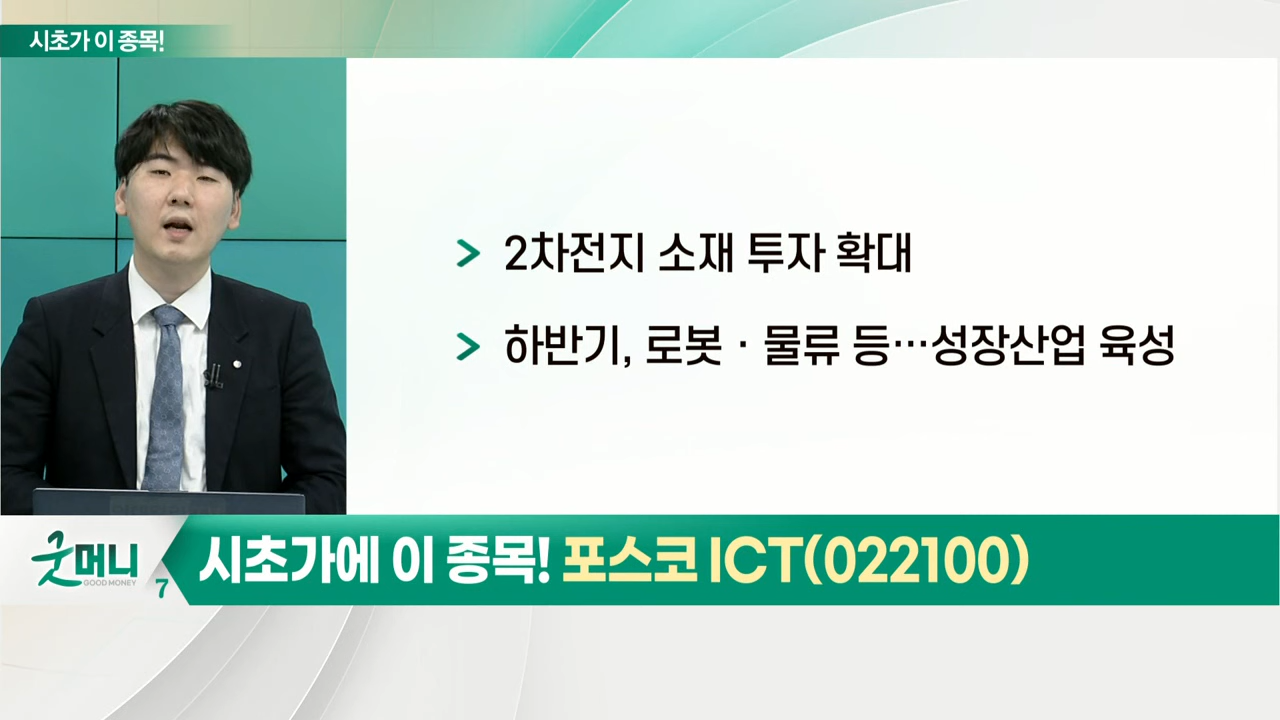 시초가 이 종목!
> 2차전지 소재 투자 확대
> 하반기, 로봇 · 물류 등…성장산업 육성
굿머니
GOOD MONEY
7
시초가에 이 종목! 포스코 ICT(022100)